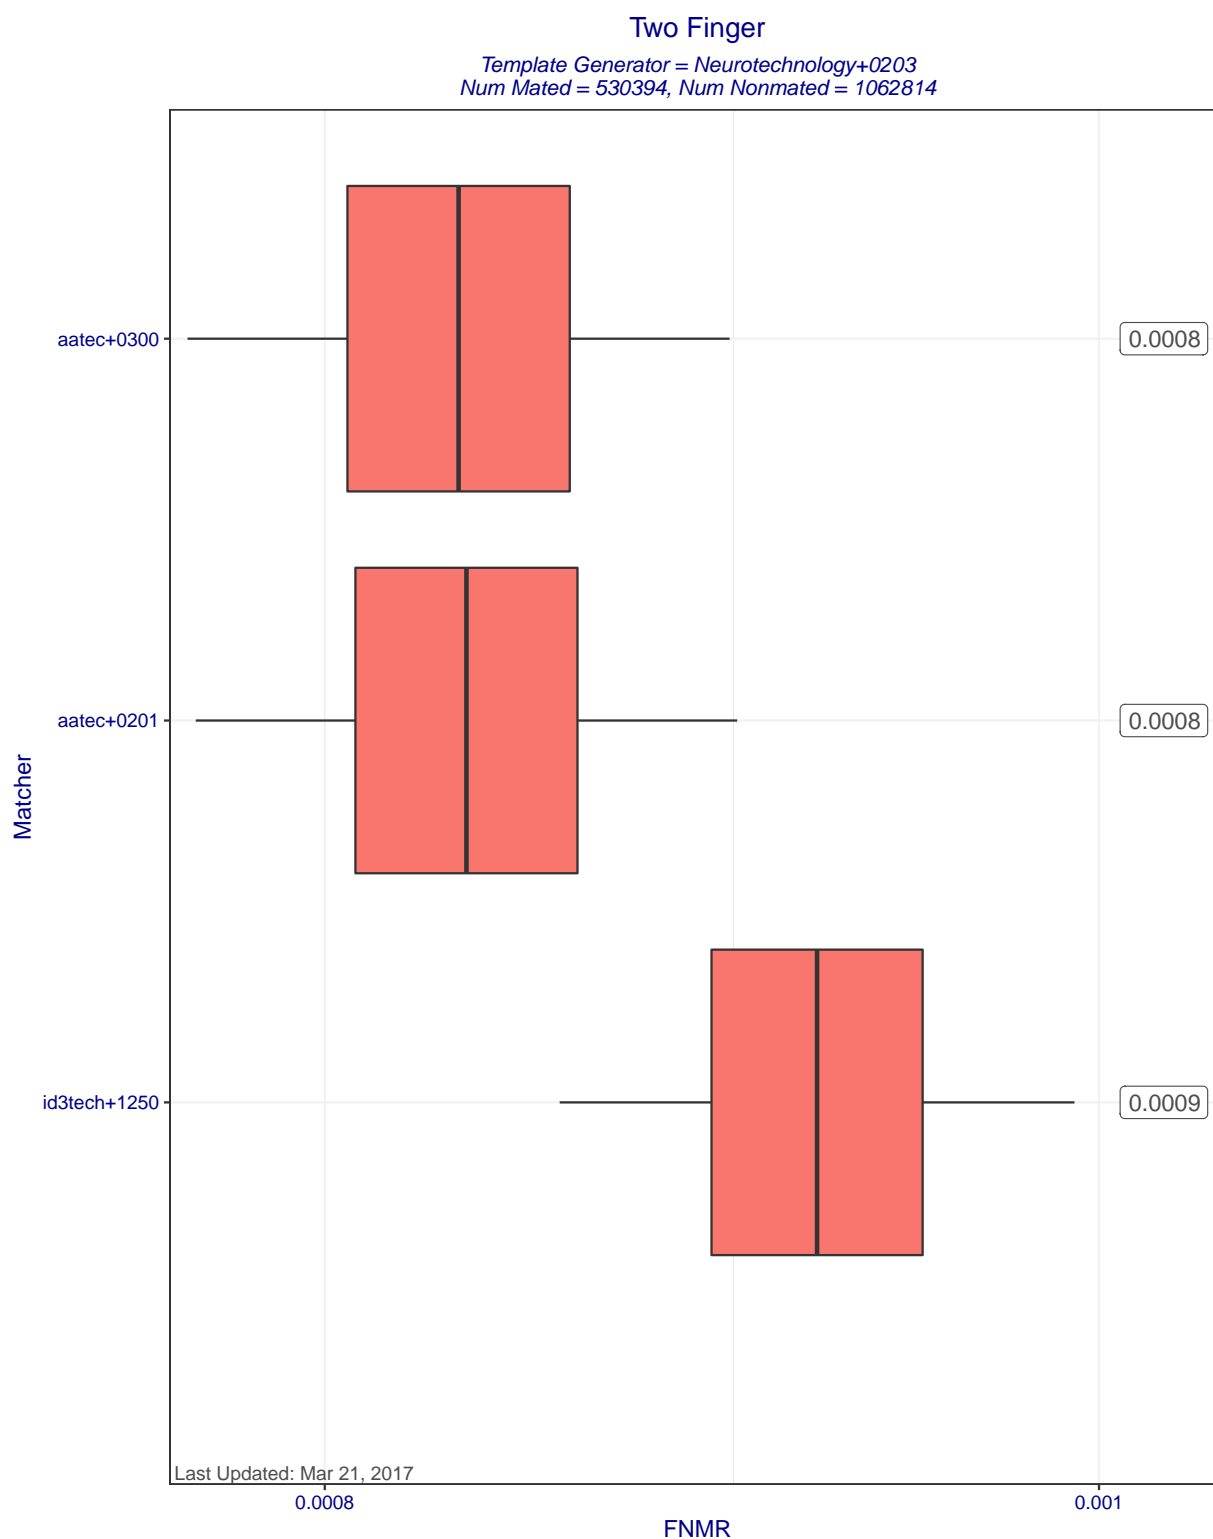 Two Finger
Template Generator = Neurotechnology+0203
Num Mated = 530394, Num Nonmated = 1062814
aatec+0300
0.0008
aatec+0201
0.0008
Matcher
id3tech+1250
0.0009
Last Updated: Mar 21, 2017
0.0008
0.001
FNMR